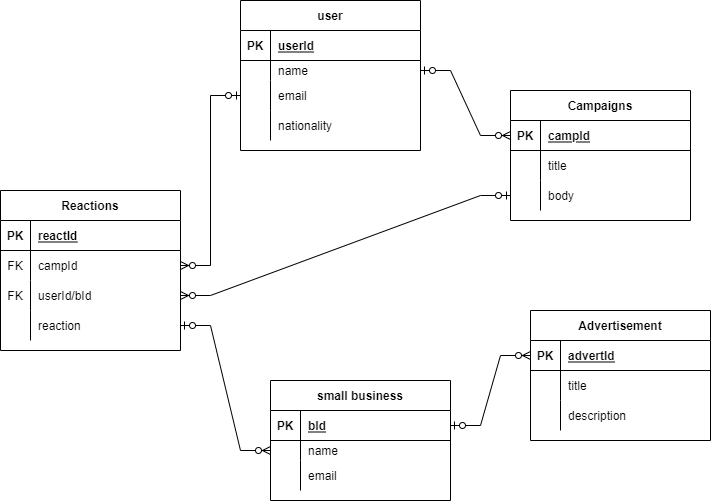 user
PK userId
name
email
nationality
Campaigns
PK campId
title
body
Reactions
PK reactId
FK campId
FK userId/bId
reaction
Advertisement
PK advertId
title
description
small business
PK bId
name
email